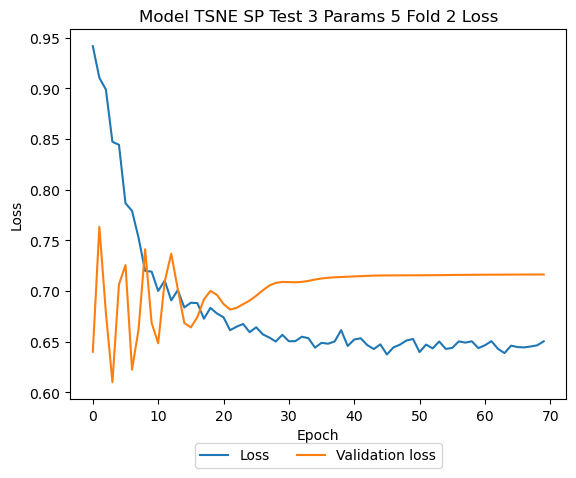 Model TSNE SP Test 3 Params 5 Fold 2 Loss
Loss
0.95
0.90
0.85
0.80
0.75
0.70
0.65
0.60
0 10 20 30 40 50 60 70
Epoch
Loss Validation loss